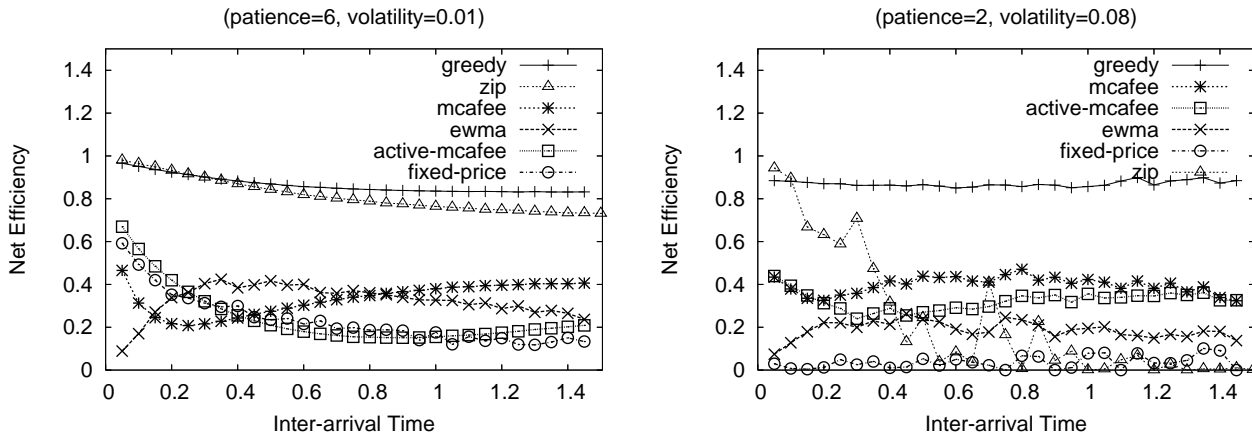 (patience=6, volatility=0.01)
Net Efficiency
1.4
1.2
1
0.8
0.6
0.4
0.2
0
greedy
zip
mcafee
ewma
active-mcafee
fixed-price
0 0.2 0.4 0.6 0.8 1.0 1.2 1.4
Inter-arrival Time
(patience=2, volatility=0.08)
Net Efficiency
1.4
1.2
1
0.8
0.6
0.4
0.2
0
greedy
mcafee
active-mcafee
ewma
fixed-price
zip
0 0.2 0.4 0.6 0.8 1.0 1.2 1.4
Inter-arrival Time